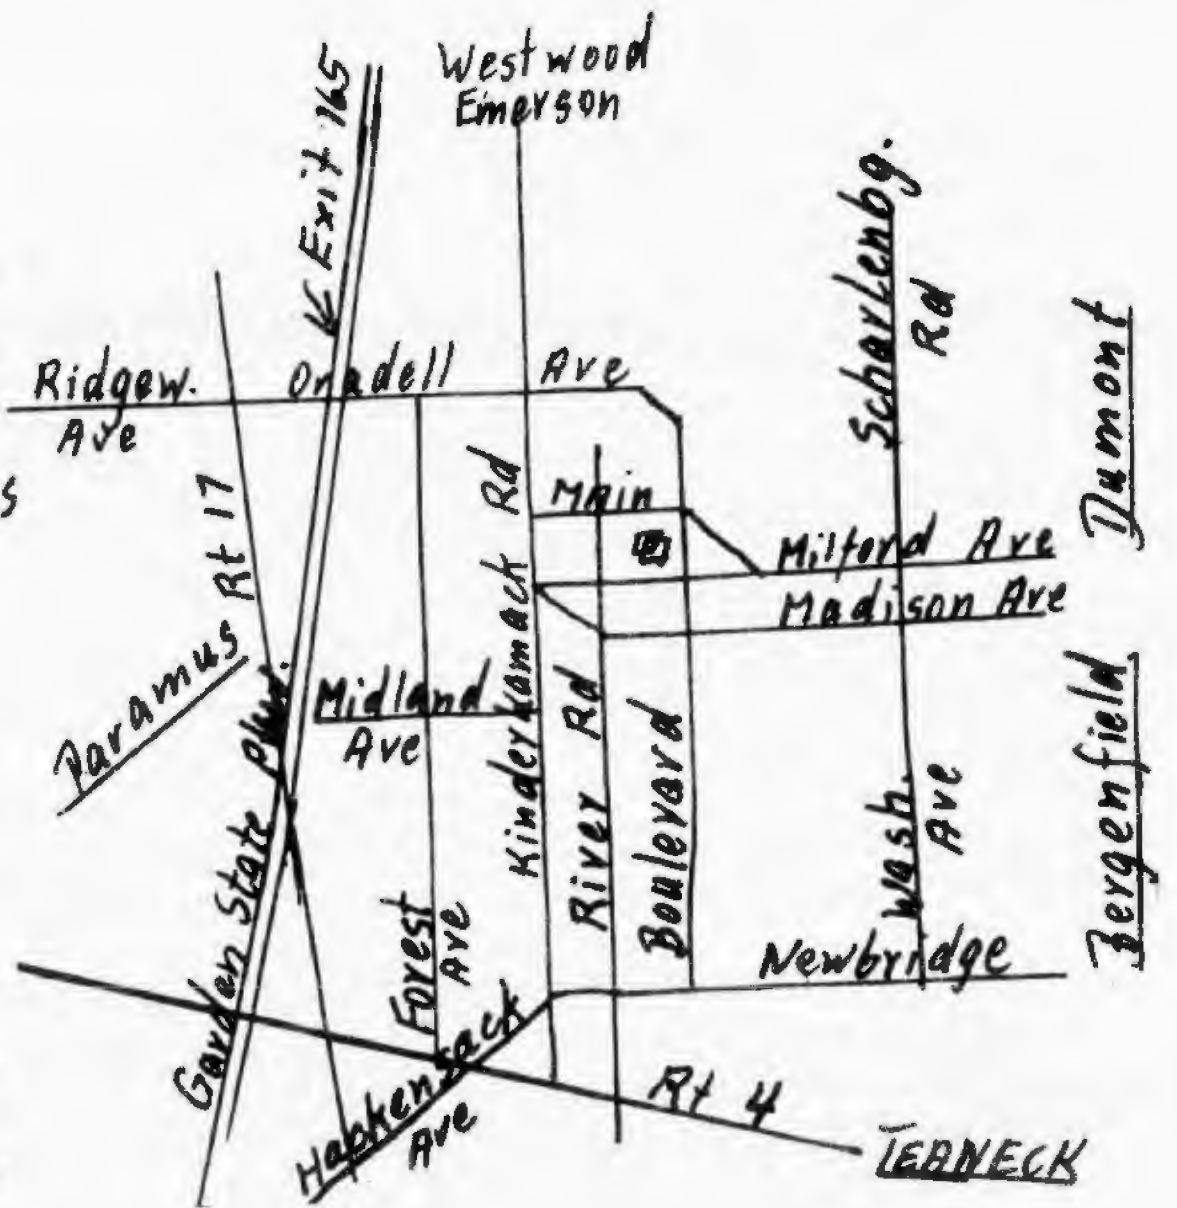 Westwood
Emerson
← Exit 165
Scharlenbg.
Rd
Ridgew.
Ave
Oradell
Ave
s
Rt 17
Main
Milford Ave
Madison Ave
Dumont
Kinderkamack Rd
Paramus
Midland
Ave
River Rd
Boulevard
Wash.
Ave
Bergenfield
Garden State Pkwd.
Forest
Ave
Newbridge
Hackensack
Ave
Rt 4
TEANECK